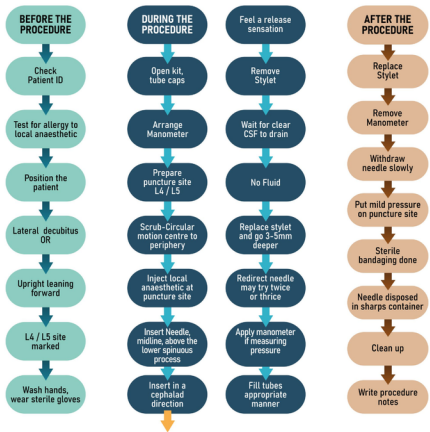 BEFORE THE
PROCEDURE
Check
Patient ID
Test for allergy to
local anaesthetic
Position the
patient
Lateral decubitus
OR
Upright leaning
forward
L4 / L5 site
marked
Wash hands,
wear sterile gloves
DURING THE
PROCEDURE
Open kit,
tube caps
Arrange
Manometer
Prepare
puncture site
L4 / L5
Scrub-Circular
motion centre to
periphery
Inject local
anaesthetic at
puncture site
Insert Needle,
midline, above the
lower spinuous
process
Insert in a
cephalad
direction
Feel a release
sensation
Remove
Stylet
Wait for clear
CSF to drain
No Fluid
Replace stylet
and go 3-5mm
deeper
Redirect needle
may try twice
or thrice
Apply manometer
if measuring
pressure
Fill tubes
appropriate
manner
AFTER THE
PROCEDURE
Replace
Stylet
Remove
Manometer
Withdraw
needle slowly
Put mild pressure
on puncture site
Sterile
bandaging done
Needle disposed
in sharps container
Clean up
Write procedure
notes